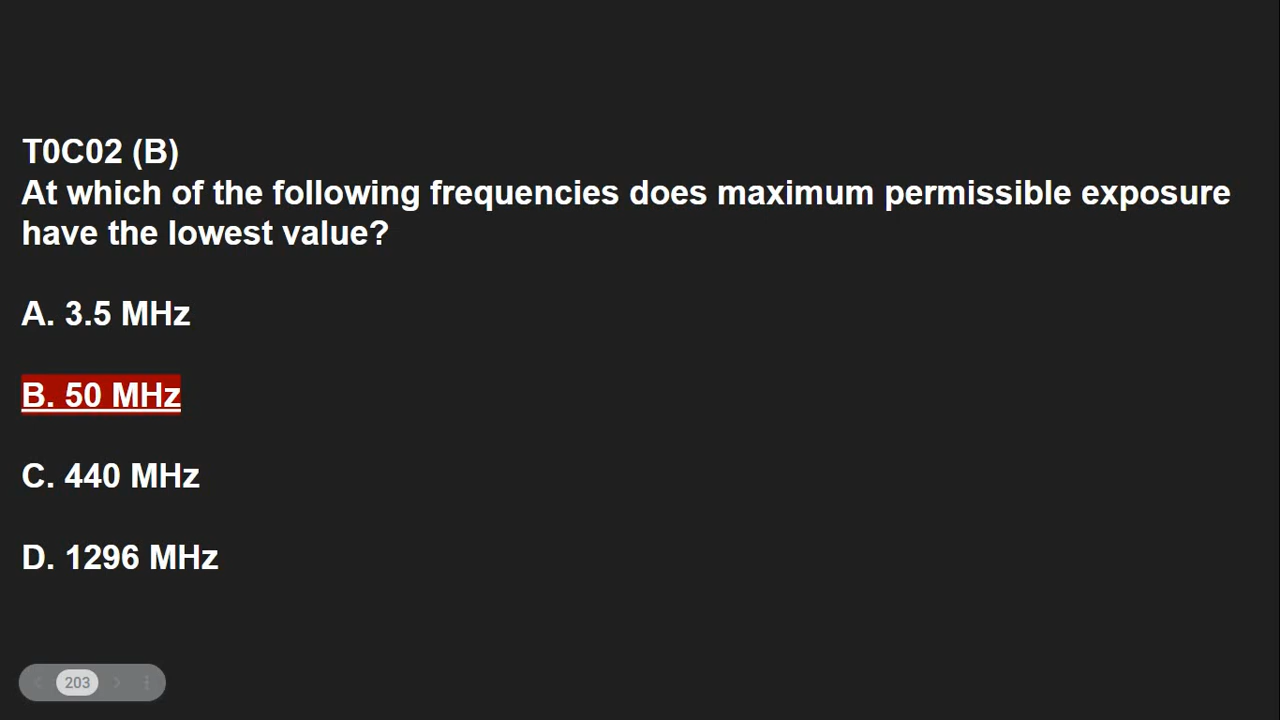 T0C02 (B)
At which of the following frequencies does maximum permissible exposure
have the lowest value?
A. 3.5 MHz
B. 50 MHz
C. 440 MHz
D. 1296 MHz
203